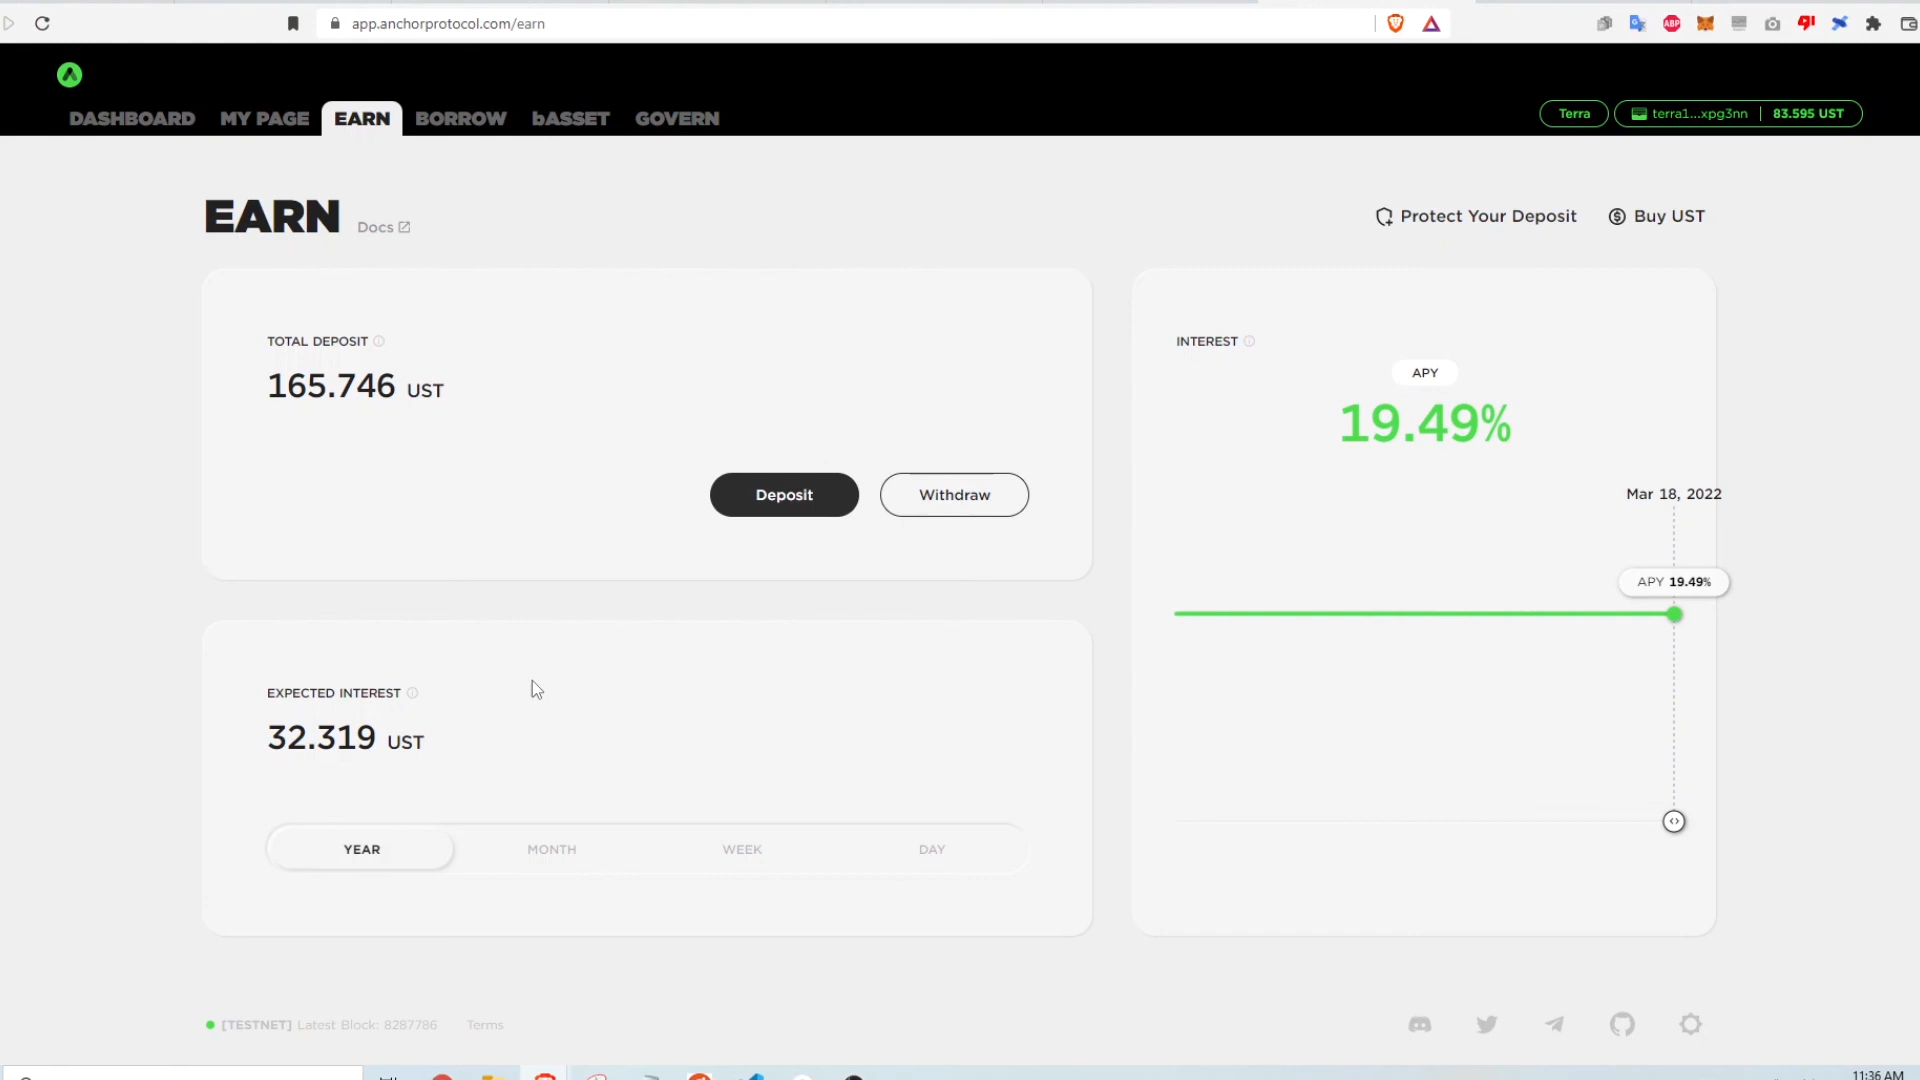 app.anchorprotocol.com/earn
ABP
DASHBOARD MY PAGE EARN BORROW bASSET GOVERN
Terra terra1...xpg3nn 83.595 UST
EARN Docs
Protect Your Deposit Buy UST
TOTAL DEPOSIT
165.746 UST
Deposit Withdraw
INTEREST
APY
19.49%
Mar 18, 2022
APY 19.49%
EXPECTED INTEREST
32.319 UST
YEAR MONTH WEEK DAY
[TESTNET] Latest Block: 8287786 Terms
11:36 AM